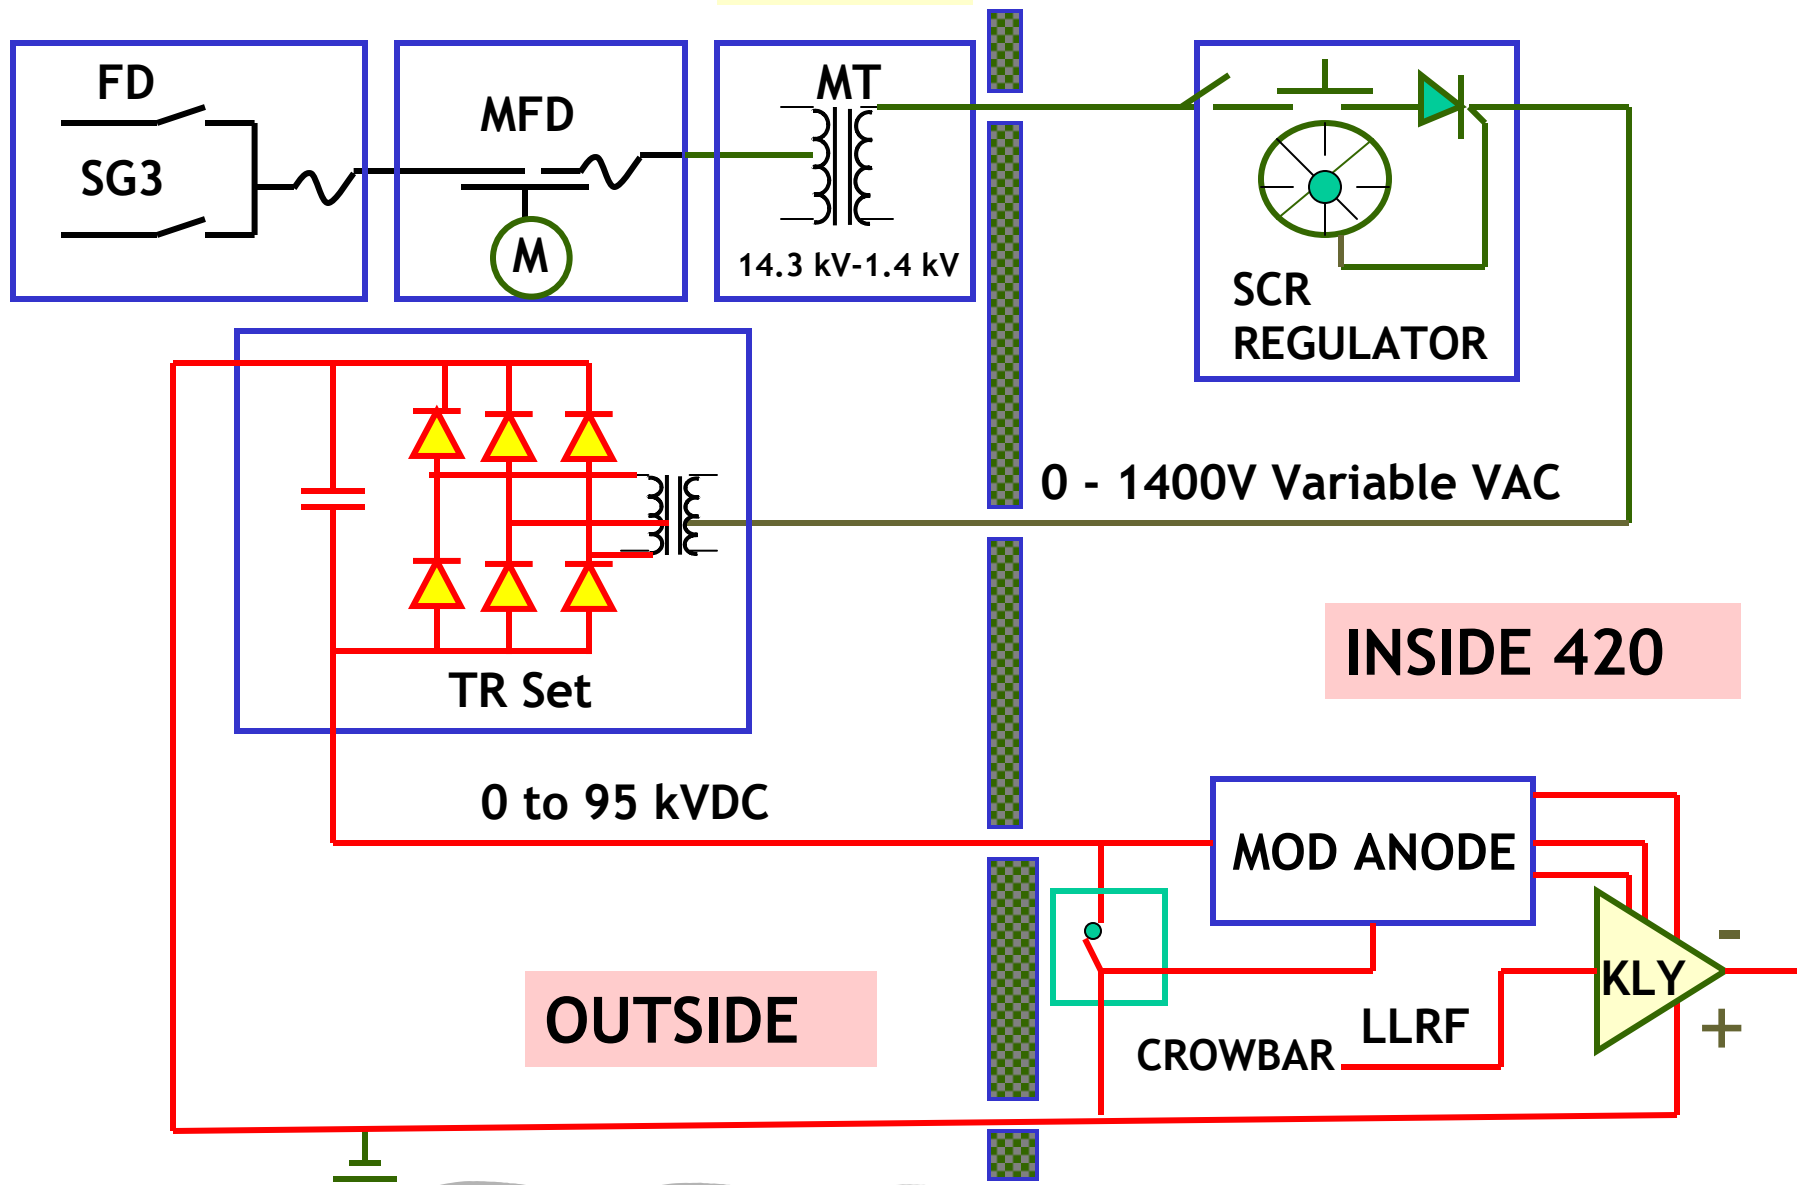 FD
SG3
MFD
M
MT
14.3 kV-1.4 kV
SCR
REGULATOR
0 - 1400V Variable VAC
TR Set
INSIDE 420
0 to 95 kVDC
MOD ANODE
OUTSIDE
KLY
-
+
LLRF
CROWBAR